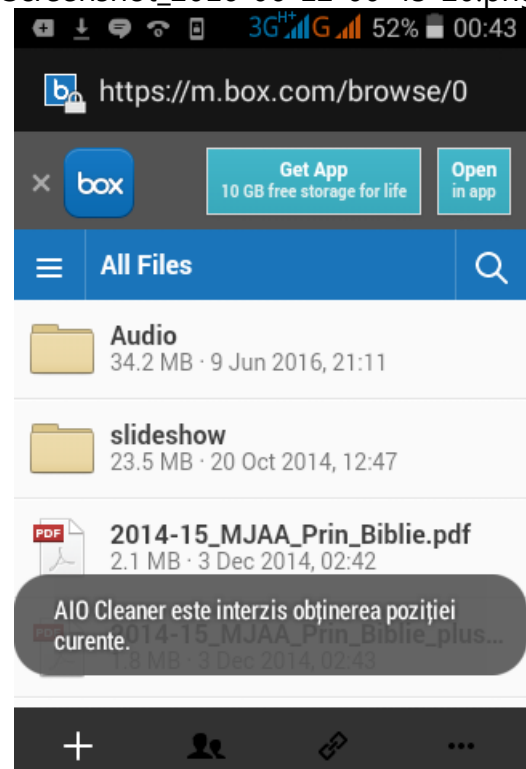 3G H+ G 52% 00:43
https://m.box.com/browse/0
box
Get App
10 GB free storage for life
Open
in app
All Files
Audio
34.2 MB · 9 Jun 2016, 21:11
slideshow
23.5 MB · 20 Oct 2014, 12:47
PDF
2014-15_MJAA_Prin_Biblie.pdf
2.1 MB · 3 Dec 2014, 02:42
AIO Cleaner este interzis obținerea poziției
curente.
PDF
2014-15_MJAA_Prin_Biblie_plus...
1.8 MB · 3 Dec 2014, 02:43